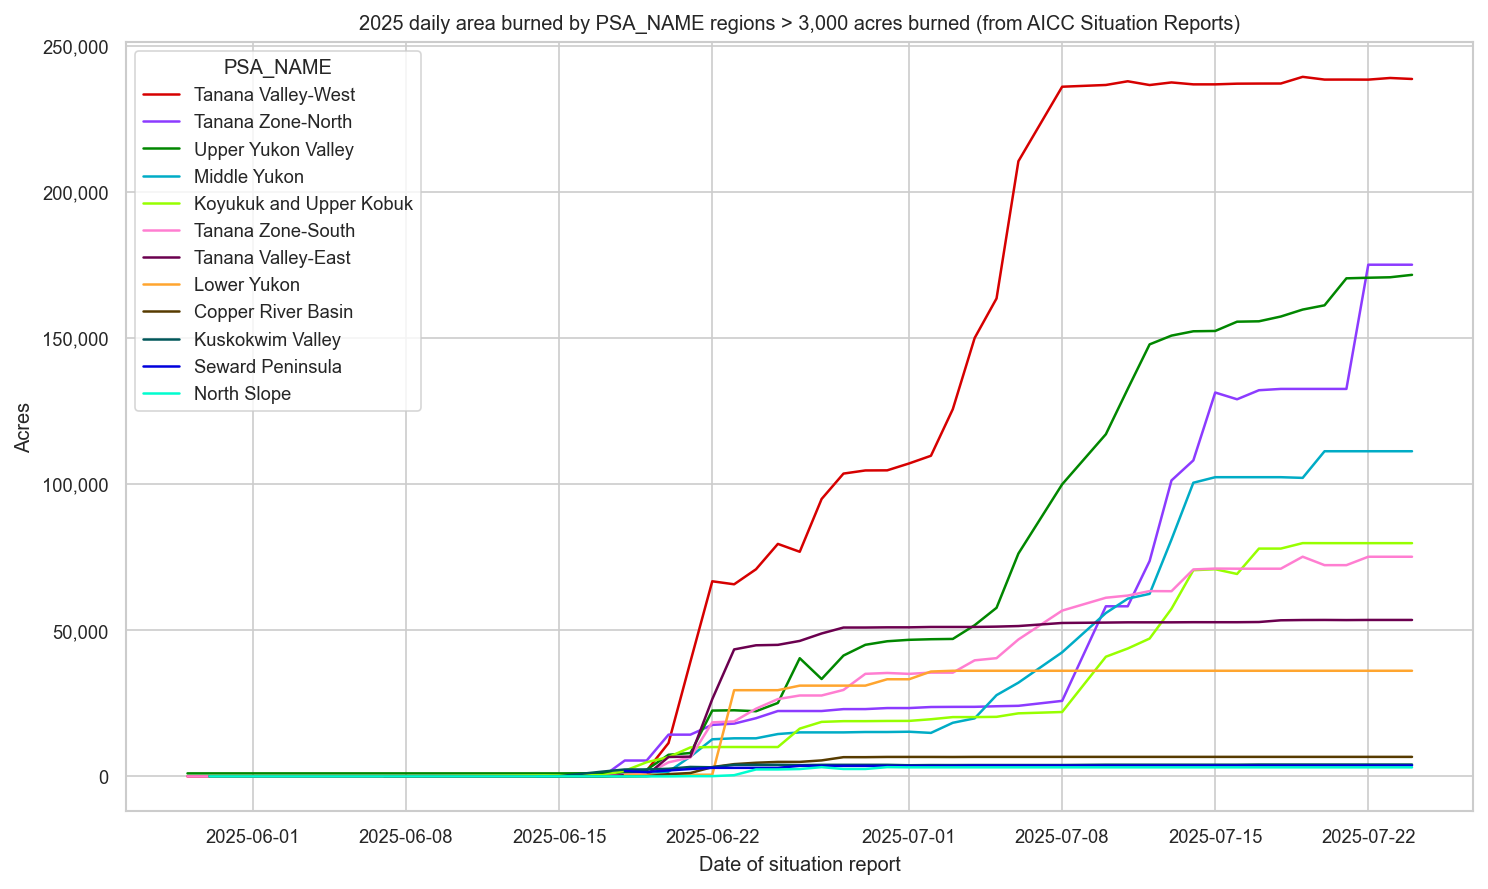 2025 daily area burned by PSA_NAME regions > 3,000 acres burned (from AICC Situation Reports)
250,000
200,000
150,000
100,000
50,000
0
Acres
PSA_NAME
Tanana Valley-West
Tanana Zone-North
Upper Yukon Valley
Middle Yukon
Koyukuk and Upper Kobuk
Tanana Zone-South
Tanana Valley-East
Lower Yukon
Copper River Basin
Kuskokwim Valley
Seward Peninsula
North Slope
2025-06-01 2025-06-08 2025-06-15 2025-06-22 2025-07-01 2025-07-08 2025-07-15 2025-07-22
Date of situation report